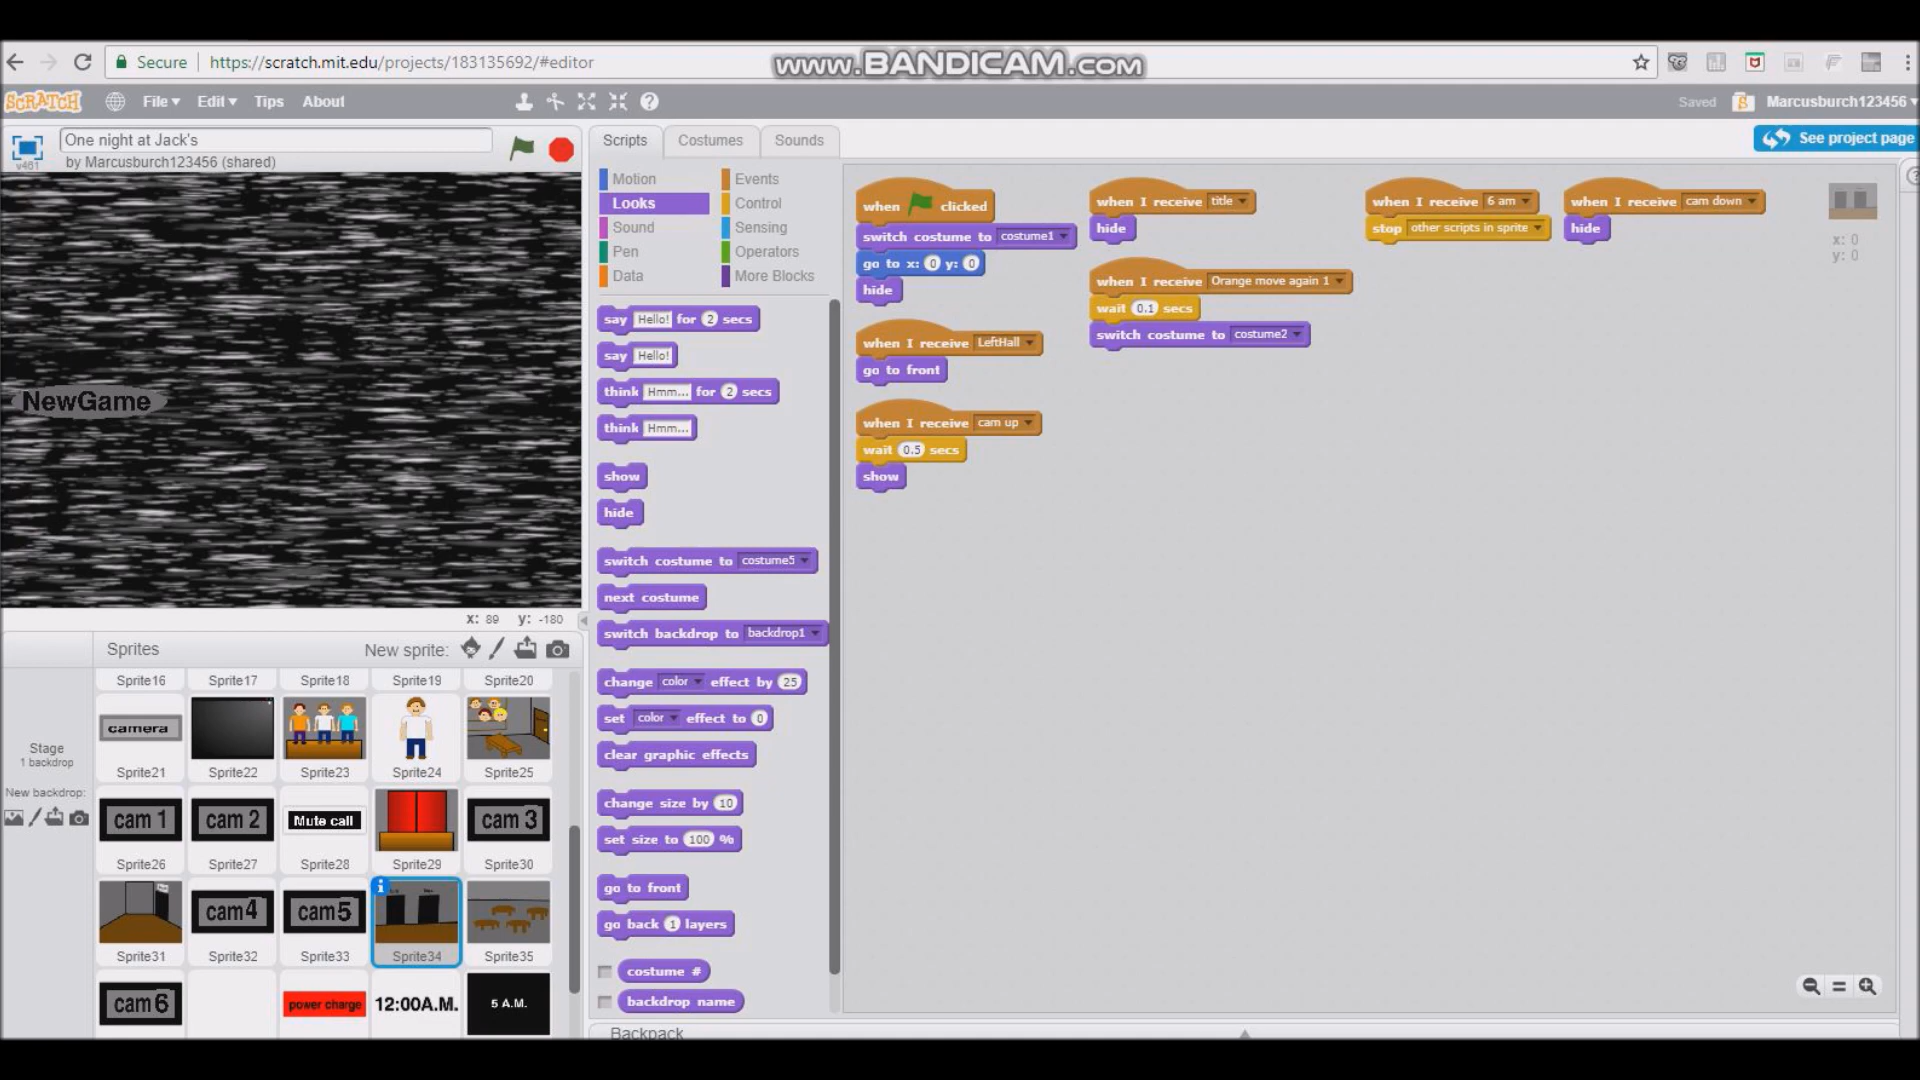 Secure https://scratch.mit.edu/projects/183135692/#editor
www.BANDICAM.com
SCRATCH File Edit Tips About
Saved Marcusburch123456
v461
One night at Jack's
by Marcusburch123456 (shared)
Scripts Costumes Sounds
See project page
Motion Events
Looks Control
Sound Sensing
Pen Operators
Data More Blocks
say Hello! for 2 secs
say Hello!
think Hmm... for 2 secs
think Hmm...
show
hide
switch costume to costume5
next costume
switch backdrop to backdrop1
change color effect by 25
set color effect to 0
clear graphic effects
change size by 10
set size to 100 %
go to front
go back 1 layers
costume #
backdrop name
when clicked
switch costume to costume1
go to x: 0 y: 0
hide
when I receive LeftHall
go to front
when I receive cam up
wait 0.5 secs
show
when I receive title
hide
when I receive Orange move again 1
wait 0.1 secs
switch costume to costume2
when I receive 6 am
stop other scripts in sprite
when I receive cam down
hide
x: 0
y: 0
NewGame
x: 89 y: -180
Sprites New sprite:
Stage
1 backdrop
New backdrop:
Sprite16 Sprite17 Sprite18 Sprite19 Sprite20
camera
Sprite21 Sprite22 Sprite23 Sprite24 Sprite25
cam 1 cam 2 Mute call cam 3
Sprite26 Sprite27 Sprite28 Sprite29 Sprite30
cam4 cam5
Sprite31 Sprite32 Sprite33 Sprite34 Sprite35
cam6 power charge 12:00A.M. 5 A.M.
Backpack